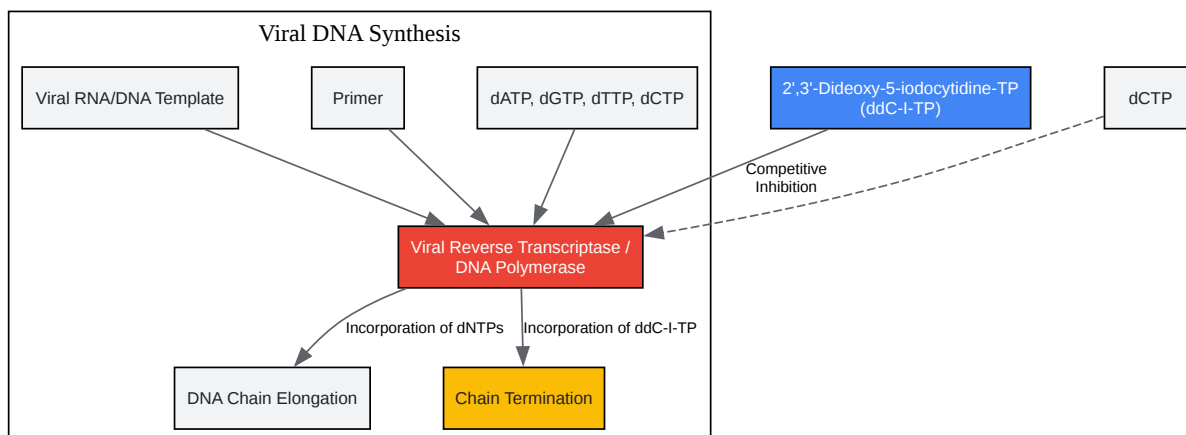 Viral DNA Synthesis
Viral RNA/DNA Template
Primer
dATP, dGTP, dTTP, dCTP
2',3'-Dideoxy-5-iodocytidine-TP
(ddC-I-TP)
dCTP
Competitive
Inhibition
Viral Reverse Transcriptase /
DNA Polymerase
Incorporation of dNTPs
Incorporation of ddC-I-TP
DNA Chain Elongation
Chain Termination